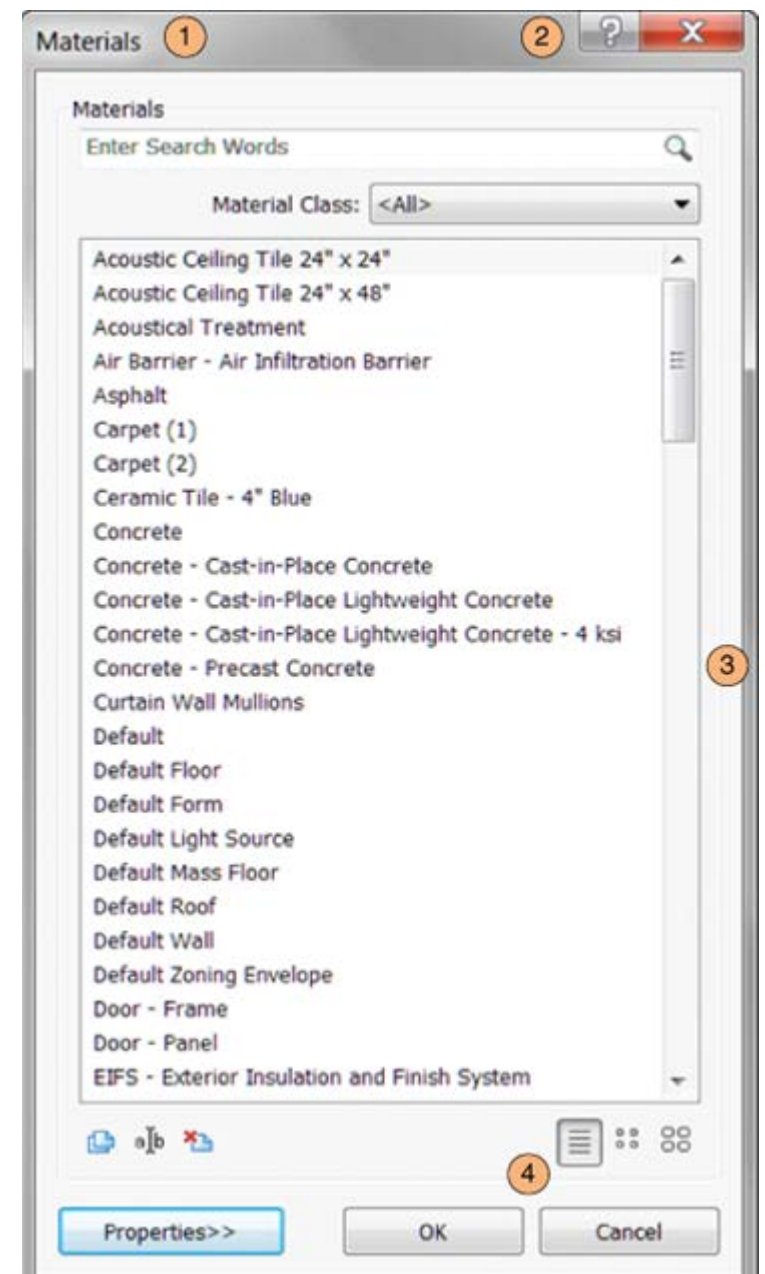 Materials 1 2 ? X
Materials
Enter Search Words
Material Class: <All>
Acoustic Ceiling Tile 24" x 24"
Acoustic Ceiling Tile 24" x 48"
Acoustical Treatment
Air Barrier - Air Infiltration Barrier
Asphalt
Carpet (1)
Carpet (2)
Ceramic Tile - 4" Blue
Concrete
Concrete - Cast-in-Place Concrete
Concrete - Cast-in-Place Lightweight Concrete
Concrete - Cast-in-Place Lightweight Concrete - 4 ksi
Concrete - Precast Concrete
3
Curtain Wall Mullions
Default
Default Floor
Default Form
Default Light Source
Default Mass Floor
Default Roof
Default Wall
Default Zoning Envelope
Door - Frame
Door - Panel
EIFS - Exterior Insulation and Finish System
a b
4
Properties>> OK Cancel